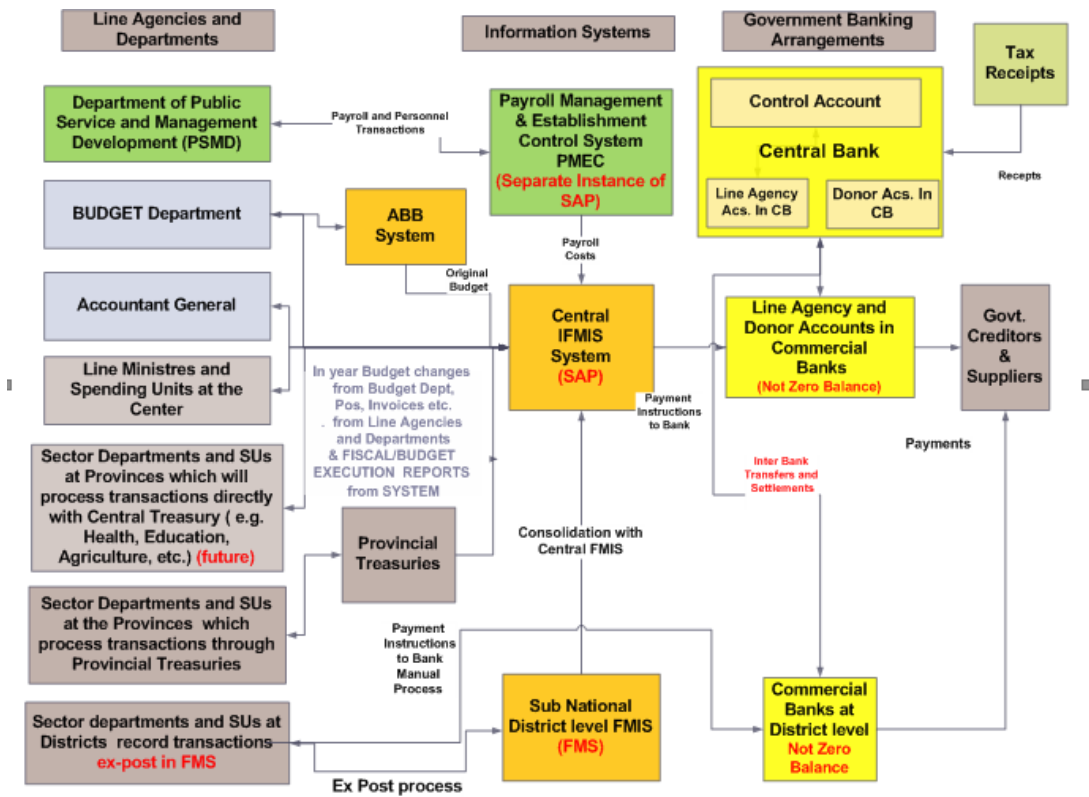 Line Agencies and
Departments
Information Systems
Government Banking
Arrangements
Tax
Receipts
Department of Public
Service and Management
Development (PSMD)
Payroll and Personnel
Transactions
Payroll Management
& Establishment
Control System
PMEC
(Separate Instance of
SAP)
Control Account
Central Bank
Line Agency
Acs. In CB
Donor Acs. In
CB
Recepts
BUDGET Department
ABB
System
Payroll
Costs
Original
Budget
Accountant General
Central
IFMIS
System
(SAP)
Line Agency and
Donor Accounts in
Commercial
Banks
(Not Zero Balance)
Govt.
Creditors
&
Suppliers
Line Ministres and
Spending Units at the
Center
In year Budget changes
from Budget Dept,
Pos, Invoices etc.
. from Line Agencies
and Departments
& FISCAL/BUDGET
EXECUTION REPORTS
from SYSTEM
Payment
Instructions
to Bank
Payments
Inter Bank
Transfers and
Settlements
Sector Departments and SUs
at Provinces which will
process transactions directly
with Central Treasury ( e.g.
Health, Education,
Agriculture, etc.) (future)
Provincial
Treasuries
Consolidation with
Central FMIS
Sector Departments and SUs
at the Provinces which
process transactions through
Provincial Treasuries
Payment
Instructions
to Bank
Manual
Process
Sector departments and SUs at
Districts record transactions
ex-post in FMS
Sub National
District level FMIS
(FMS)
Commercial
Banks at
District level
Not Zero
Balance
Ex Post process